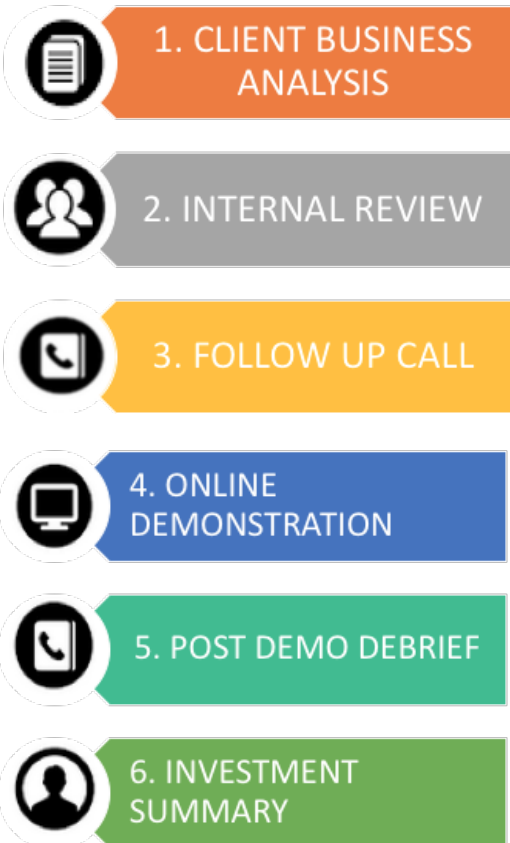 1. CLIENT BUSINESS
ANALYSIS
2. INTERNAL REVIEW
3. FOLLOW UP CALL
4. ONLINE
DEMONSTRATION
5. POST DEMO DEBRIEF
6. INVESTMENT
SUMMARY